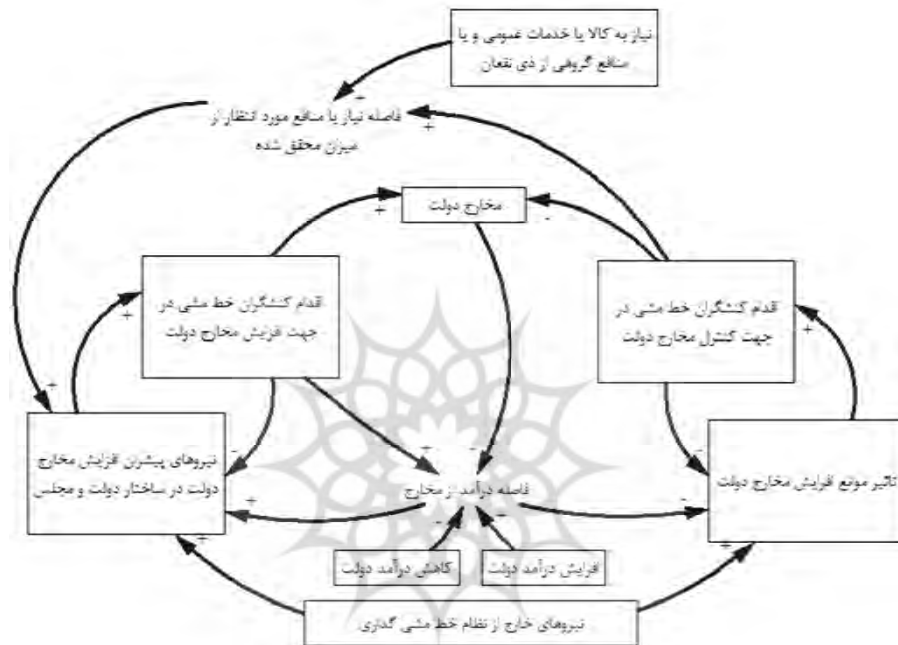 نیاز به کالا یا خدمات عمومی و یا
منافع گروهی از ذی نفعان
+
فاصله نیاز یا منافع مورد انتظار از
میزان محقق شده
+
مخارج دولت
+
-
اقدام کنشگران خط مشی در
جهت کنترل مخارج دولت
+
اقدام کنشگران خط مشی در
جهت افزایش مخارج دولت
+
+
-
-
تاثیر موانع افزایش مخارج دولت
-
+
+
-
فاصله درآمد از مخارج
-
+
نیروهای پیشران افزایش مخارج
دولت در ساختار دولت و مجلس
-
+
+
افزایش درآمد دولت
کاهش درآمد دولت
نیروهای خارج از نظام خط مشی گذاری